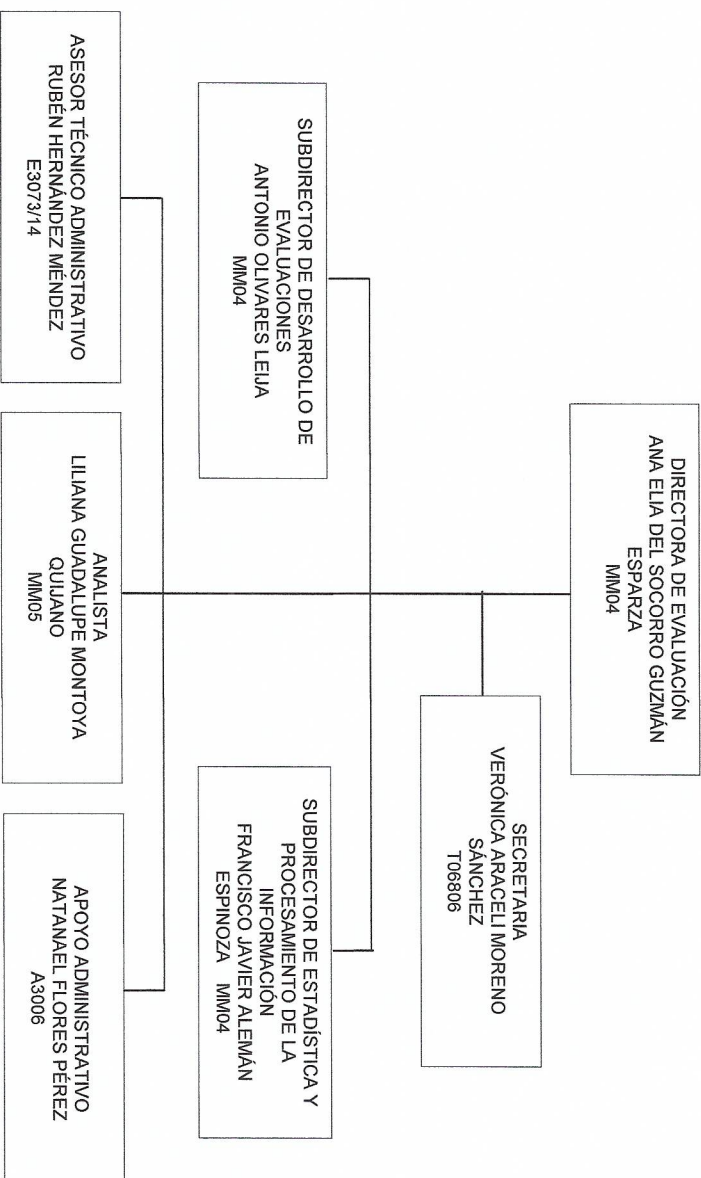 DIRECTORA DE EVALUACIÓN
ANA ELIA DEL SOCORRO GUZMÁN
ESPARZA
MM04
SECRETARIA
VERÓNICA ARACELI MORENO
SÁNCHEZ
T06806
SUBDIRECTOR DE DESARROLLO DE
EVALUACIONES
ANTONIO OLIVARES LEIJA
MM04
SUBDIRECTOR DE ESTADÍSTICA Y
PROCESAMIENTO DE LA
INFORMACIÓN
FRANCISCO JAVIER ALEMÁN
ESPINOZA MM04
ASESOR TÉCNICO ADMINISTRATIVO
RUBÉN HERNÁNDEZ MÉNDEZ
E3073/14
ANALISTA
LILIANA GUADALUPE MONTOYA
QUIJANO
MM05
APOYO ADMINISTRATIVO
NATANAEL FLORES PÉREZ
A3006